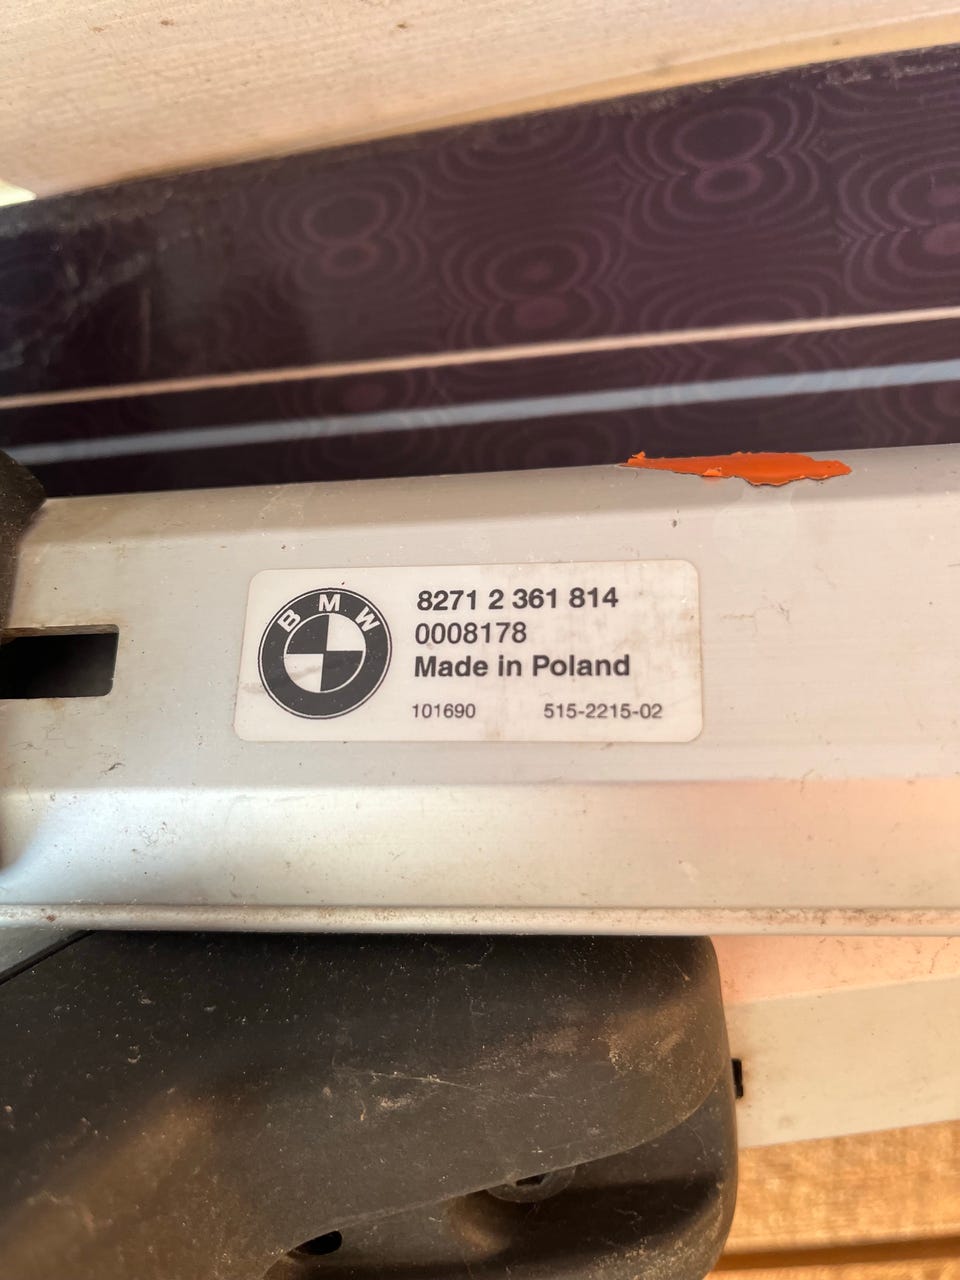 BMW
8271 2 361 814
0008178
Made in Poland
101690 515-2215-02